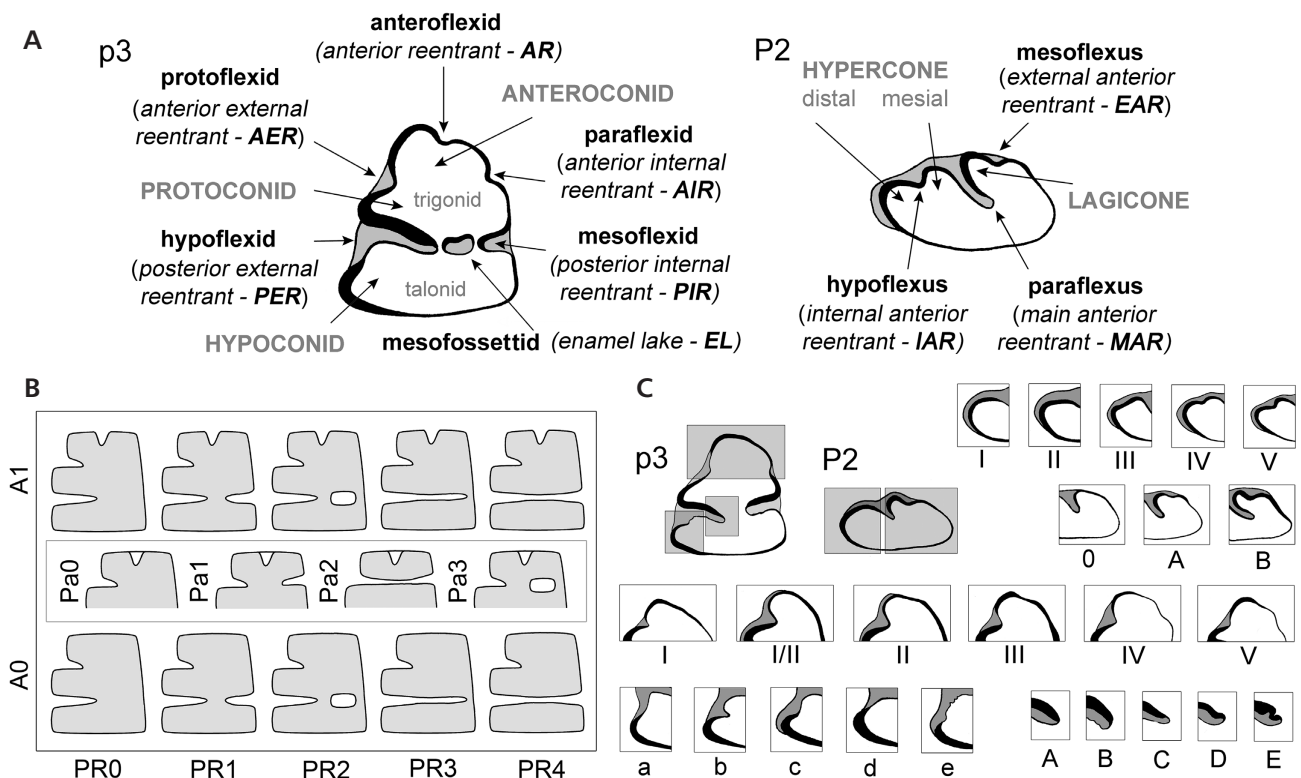 A
p3
anteroflexid
(anterior reentrant - AR)
protoflexid
(anterior external
reentrant - AER)
ANTEROCONID
paraflexid
(anterior internal
reentrant - AIR)
PROTOCONID
trigonid
hypoflexid
(posterior external
reentrant - PER)
mesoflexid
(posterior internal
reentrant - PIR)
talonid
HYPOCONID
mesofossettid (enamel lake - EL)
P2
HYPERCONE
distal mesial
mesoflexus
(external anterior
reentrant - EAR)
LAGICONE
hypoflexus
(internal anterior
reentrant - IAR)
paraflexus
(main anterior
reentrant - MAR)
B
A1
Pa0 Pa1 Pa2 Pa3
A0
PR0 PR1 PR2 PR3 PR4
C
p3
P2
I II III IV V
0 A B
I I/II II III IV V
a b c d e
A B C D E